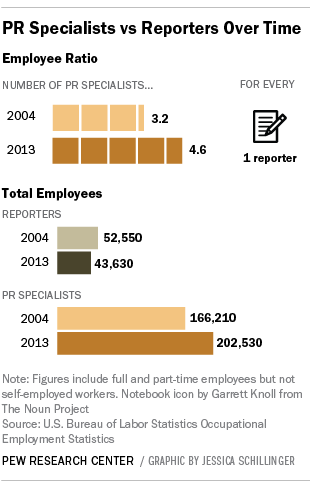 PR Specialists vs Reporters Over Time
Employee Ratio
NUMBER OF PR SPECIALISTS...
FOR EVERY
2004 3.2
2013 4.6
1 reporter
Total Employees
REPORTERS
2004 52,550
2013 43,630
PR SPECIALISTS
2004 166,210
2013 202,530
Note: Figures include full and part-time employees but not
self-employed workers. Notebook icon by Garrett Knoll from
The Noun Project
Source: U.S. Bureau of Labor Statistics Occupational
Employment Statistics
PEW RESEARCH CENTER / GRAPHIC BY JESSICA SCHILLINGER